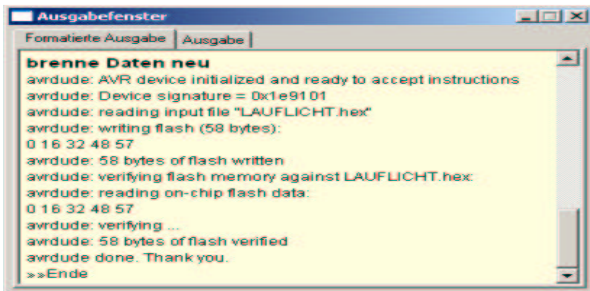 Ausgabefenster
Formatierte Ausgabe Ausgabe
brenne Daten neu
avrdude: AVR device initialized and ready to accept instructions
avrdude: Device signature = 0x1e9101
avrdude: reading input file "LAUFLICHT.hex"
avrdude: writing flash (58 bytes):
0 16 32 48 57
avrdude: 58 bytes of flash written
avrdude: verifying flash memory against LAUFLICHT.hex:
avrdude: reading on-chip flash data:
0 16 32 48 57
avrdude: verifying ...
avrdude: 58 bytes of flash verified
avrdude done. Thank you.
>>Ende